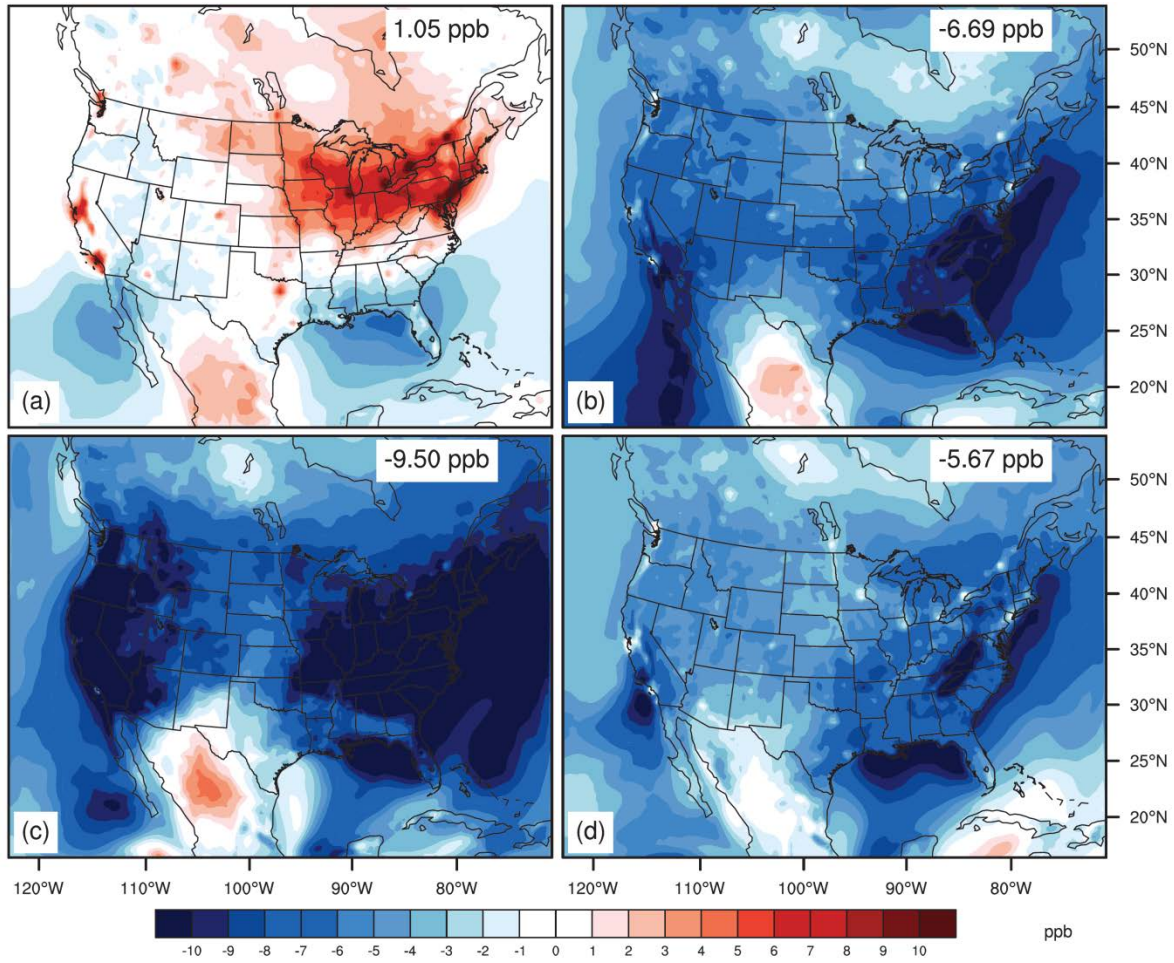 1.05 ppb
-6.69 ppb
50°N
45°N
40°N
35°N
30°N
25°N
20°N
(a)
(b)
-9.50 ppb
-5.67 ppb
50°N
45°N
40°N
35°N
30°N
25°N
20°N
(c)
(d)
120°W 110°W 100°W 90°W 80°W
120°W 110°W 100°W 90°W 80°W
-10 -9 -8 -7 -6 -5 -4 -3 -2 -1 0 1 2 3 4 5 6 7 8 9 10
ppb